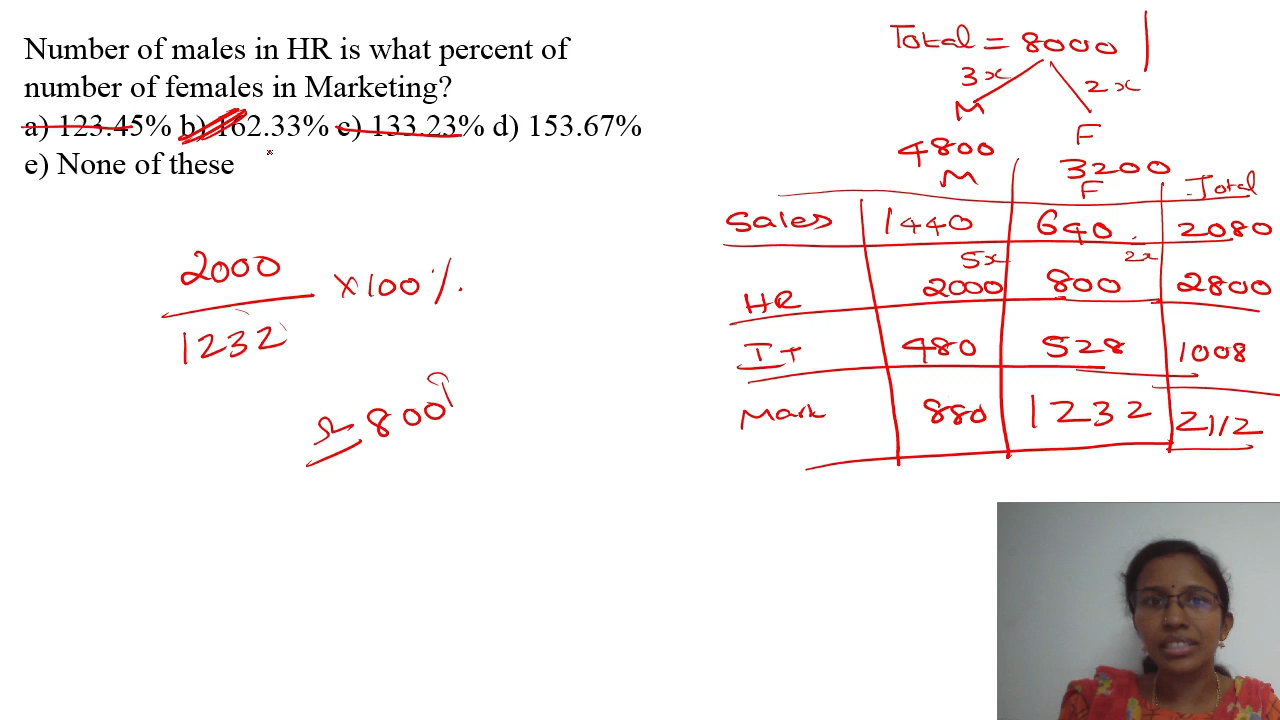 Number of males in HR is what percent of
number of females in Marketing?
a) 123.45% b) 162.33% c) 133.23% d) 153.67%
e) None of these
Total = 8000
3x 2x
M F
4800 3200
M F Total
Sales 1440 640 2080
5x 2x
HR 2000 800 2800
IT 480 528 1008
Mark 880 1232 2112
2000
1232
×100%.
800